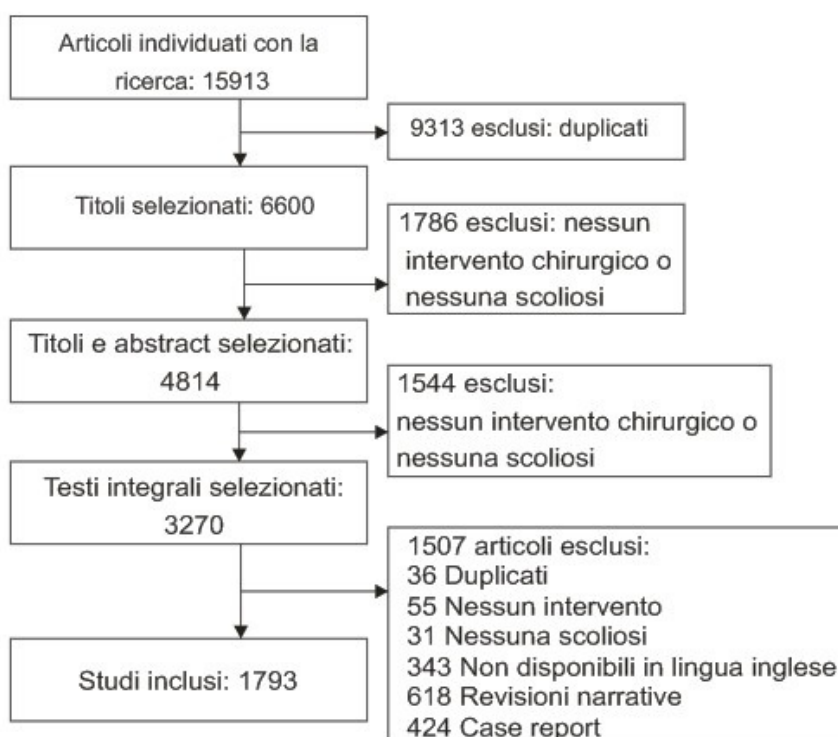 Articoli individuati con la
ricerca: 15913
9313 esclusi: duplicati
Titoli selezionati: 6600
1786 esclusi: nessun
intervento chirurgico o
nessuna scoliosi
Titoli e abstract selezionati:
4814
1544 esclusi:
nessun intervento chirurgico o
nessuna scoliosi
Testi integrali selezionati:
3270
1507 articoli esclusi:
36 Duplicati
55 Nessun intervento
31 Nessuna scoliosi
343 Non disponibili in lingua inglese
618 Revisioni narrative
424 Case report
Studi inclusi: 1793